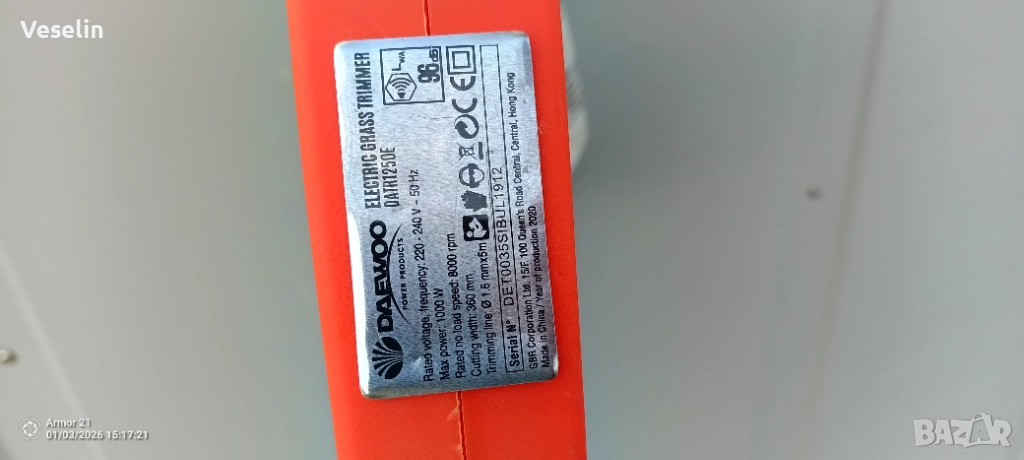 Veselin
DAEWOO
POWER PRODUCTS
ELECTRIC GRASS TRIMMER
DATR1250E
LWA
96 dB
Rated voltage, frequency: 220 - 240 V ~ 50 Hz
Max power: 1000 W
Rated no load speed: 8000 rpm
Cutting width: 360 mm
Trimming line: Ø 1.6 mmx6m
Serial N° DET0035SIBUL1912
GBR Corporation Ltd. 15/F, 100 Queen's Road Central, Central, Hong Kong
Made in China / Year of production 2020
Armor 21
01/03/2026 15:17:21
BAZAR